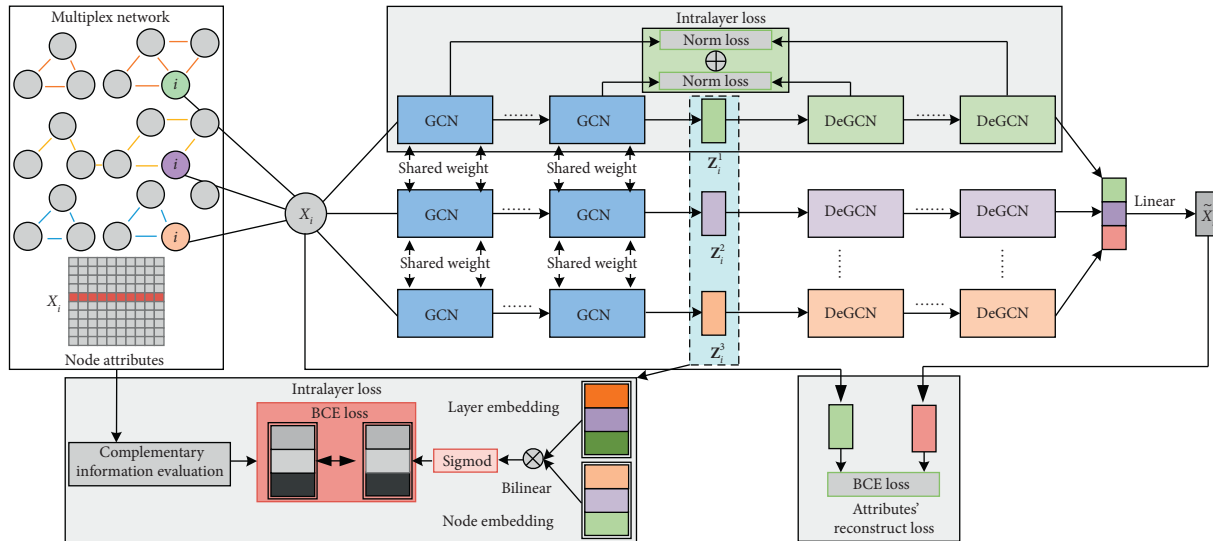 Multiplex network
i
i
i
X_i
Node attributes
X_i
Intralayer loss
Norm loss
⊕
Norm loss
GCN
......
GCN
Z_i^1
DeGCN
......
DeGCN
Shared weight
Shared weight
GCN
......
GCN
Z_i^2
DeGCN
......
DeGCN
Shared weight
Shared weight
......
......
GCN
......
GCN
Z_i^3
DeGCN
......
DeGCN
Linear
X̃
Intralayer loss
BCE loss
Complementary
information evaluation
Sigmod
⊗
Bilinear
Layer embedding
Node embedding
BCE loss
Attributes'
reconstruct loss